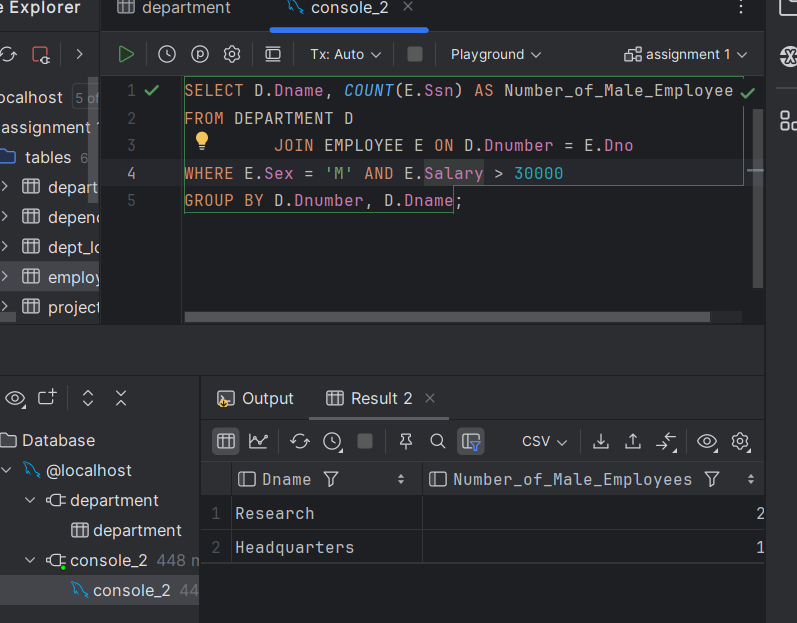 e Explorer
department
console_2
Tx: Auto
Playground
assignment 1
ocalhost 5 of
assignment 1
tables 6
depart
depend
dept_lo
employ
project
1 SELECT D.Dname, COUNT(E.Ssn) AS Number_of_Male_Employee
2 FROM DEPARTMENT D
3 JOIN EMPLOYEE E ON D.Dnumber = E.Dno
4 WHERE E.Sex = 'M' AND E.Salary > 30000
5 GROUP BY D.Dnumber, D.Dname;
Output
Result 2
CSV
Database
@localhost
department
department
console_2 448 m
console_2 44
Dname Number_of_Male_Employees
1 Research 2
2 Headquarters 1